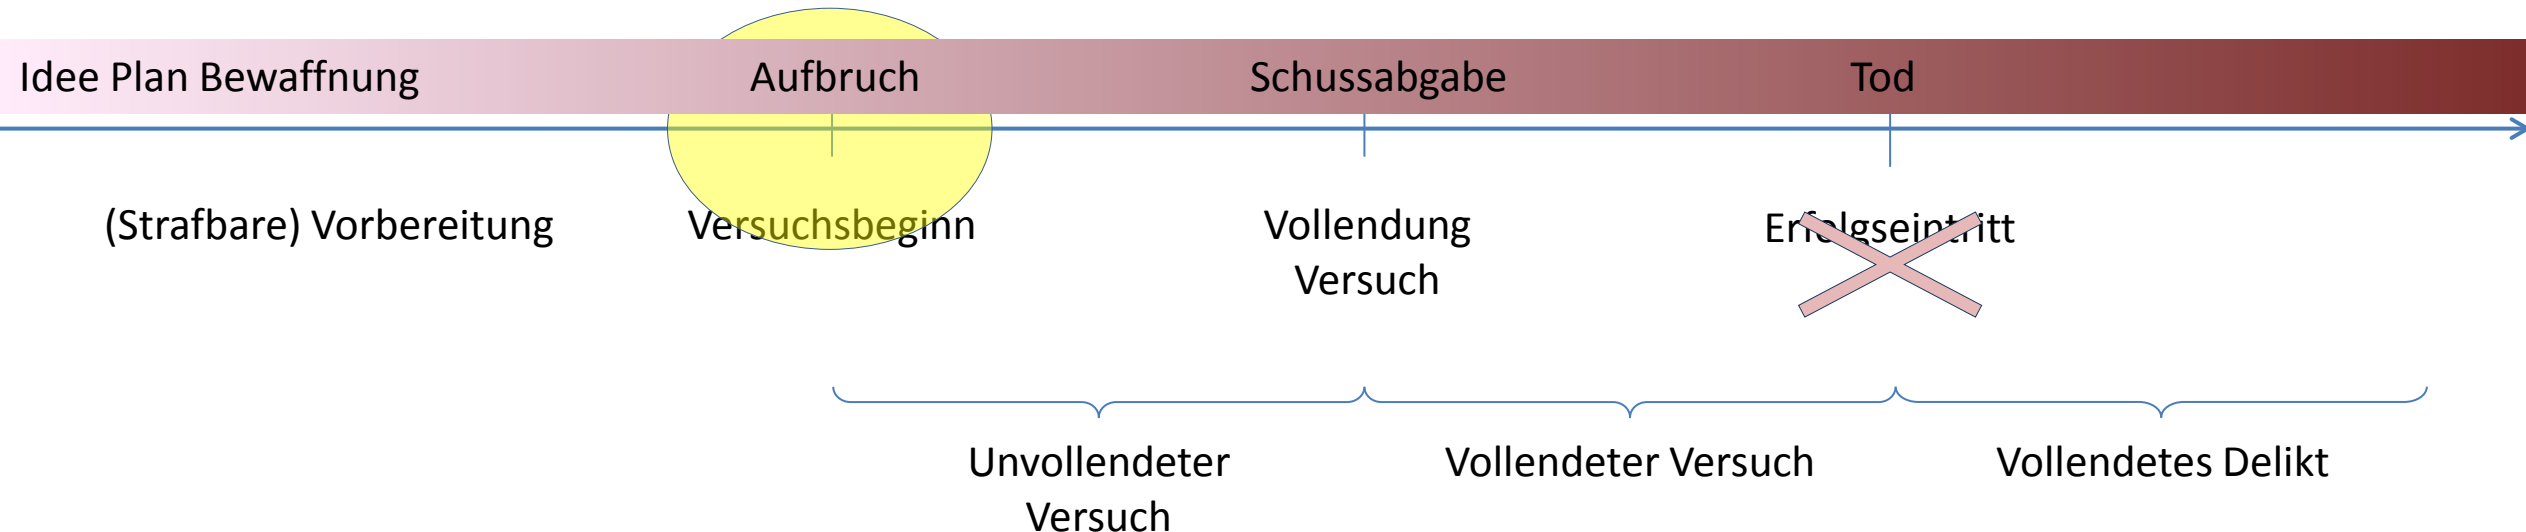 Idee Plan Bewaffnung Aufbruch Schussabgabe Tod
(Strafbare) Vorbereitung Versuchsbeginn Vollendung Erfolgseintritt
Versuch
Unvollendeter Vollendeter Versuch Vollendetes Delikt
Versuch